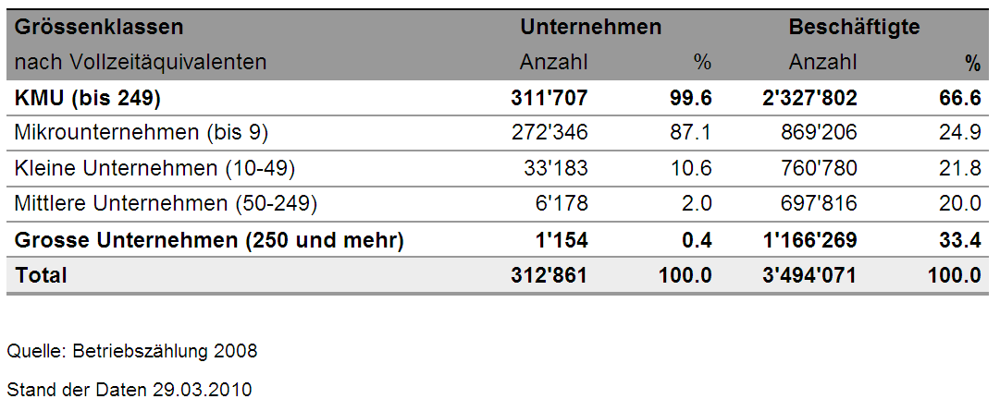 Grössenklassen Unternehmen Beschäftigte
nach Vollzeitäquivalenten Anzahl % Anzahl %
KMU (bis 249) 311'707 99.6 2'327'802 66.6
Mikrounternehmen (bis 9) 272'346 87.1 869'206 24.9
Kleine Unternehmen (10-49) 33'183 10.6 760'780 21.8
Mittlere Unternehmen (50-249) 6'178 2.0 697'816 20.0
Grosse Unternehmen (250 und mehr) 1'154 0.4 1'166'269 33.4
Total 312'861 100.0 3'494'071 100.0
Quelle: Betriebszählung 2008
Stand der Daten 29.03.2010